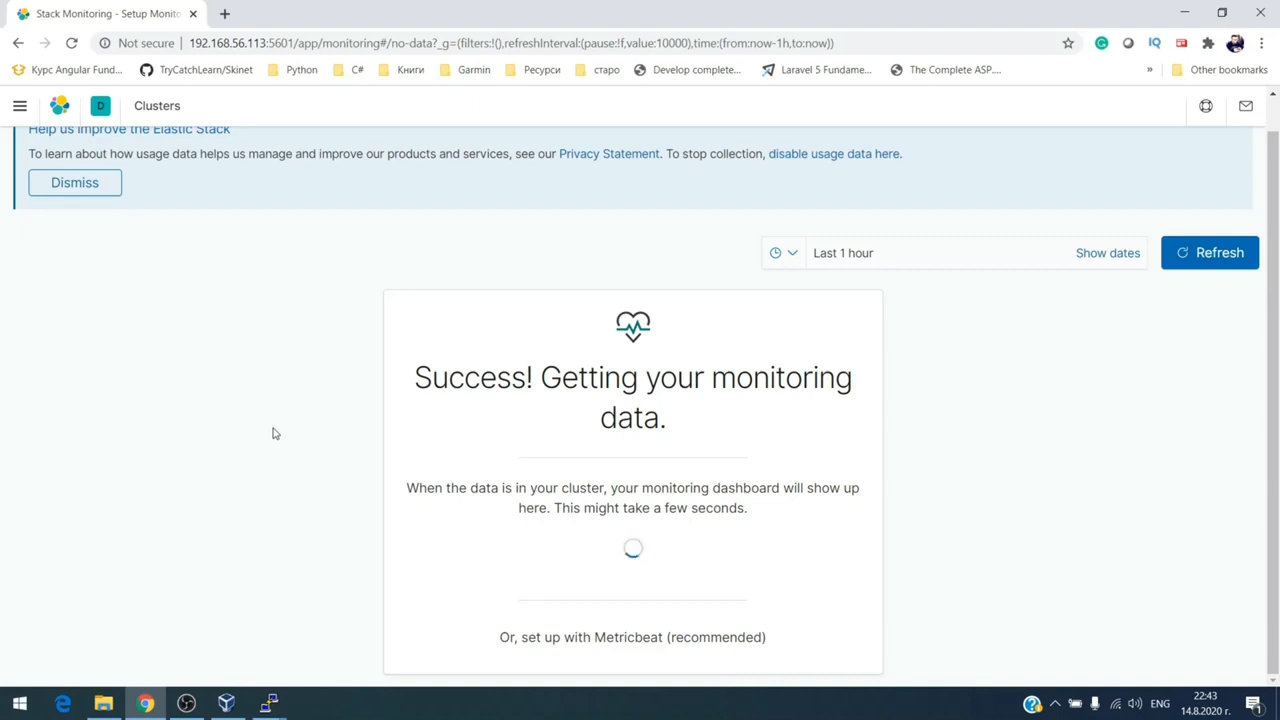 Stack Monitoring - Setup Monito
Not secure
192.168.56.113:5601/app/monitoring#/no-data?_g=(filters:!(),refreshInterval:(pause:!f,value:10000),time:(from:now-1h,to:now))
IQ
Курс Angular Fund...
TryCatchLearn/Skinet
Python
C#
Книги
Garmin
Ресурси
старо
Develop complete...
Laravel 5 Fundame...
The Complete ASP....
»
Other bookmarks
D
Clusters
Help us improve the Elastic Stack
To learn about how usage data helps us manage and improve our products and services, see our Privacy Statement. To stop collection, disable usage data here.
Dismiss
Last 1 hour
Show dates
Refresh
Success! Getting your monitoring
data.
When the data is in your cluster, your monitoring dashboard will show up
here. This might take a few seconds.
Or, set up with Metricbeat (recommended)
ЕНГ
22:43
14.8.2020 г.
1